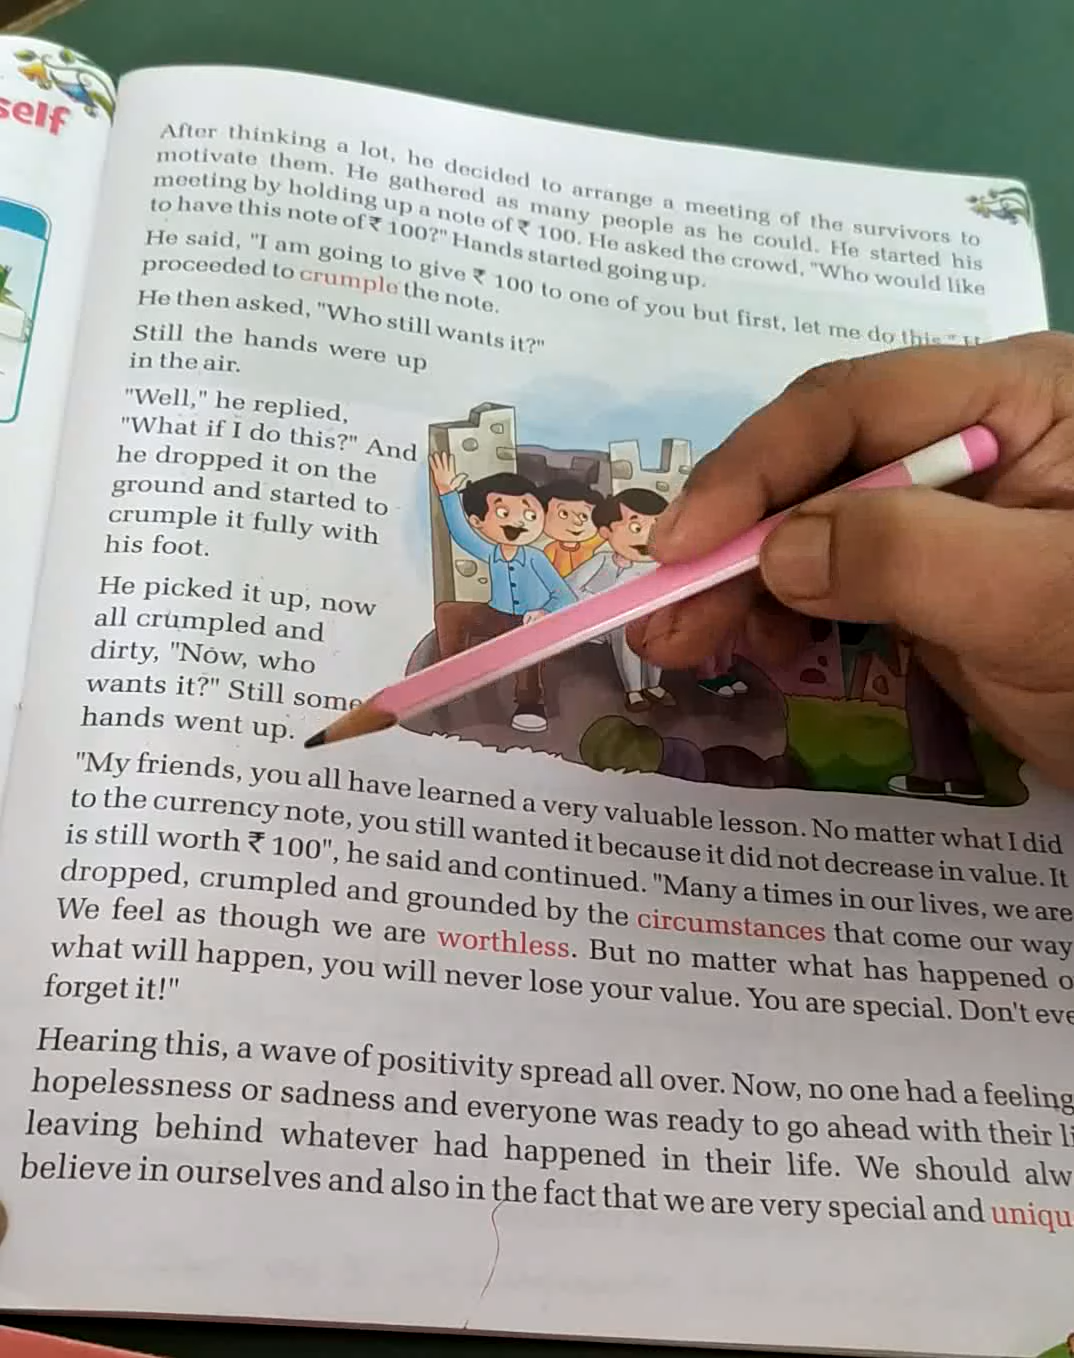 self
After thinking a lot, he decided to arrange a meeting of the survivors to
motivate them. He gathered as many people as he could. He started his
meeting by holding up a note of ₹ 100. He asked the crowd, "Who would like
to have this note of ₹ 100?" Hands started going up.
He said, "I am going to give ₹ 100 to one of you but first, let me do this."
proceeded to crumple the note.
He then asked, "Who still wants it?"
Still the hands were up
in the air.
"Well," he replied,
"What if I do this?" And
he dropped it on the
ground and started to
crumple it fully with
his foot.
He picked it up, now
all crumpled and
dirty, "Now, who
wants it?" Still some
hands went up.
"My friends, you all have learned a very valuable lesson. No matter what I did
to the currency note, you still wanted it because it did not decrease in value. It
is still worth ₹ 100", he said and continued. "Many a times in our lives, we are
dropped, crumpled and grounded by the circumstances that come our way
We feel as though we are worthless. But no matter what has happened o
what will happen, you will never lose your value. You are special. Don't eve
forget it!"
Hearing this, a wave of positivity spread all over. Now, no one had a feeling
hopelessness or sadness and everyone was ready to go ahead with their li
leaving behind whatever had happened in their life. We should alw
believe in ourselves and also in the fact that we are very special and uniqu